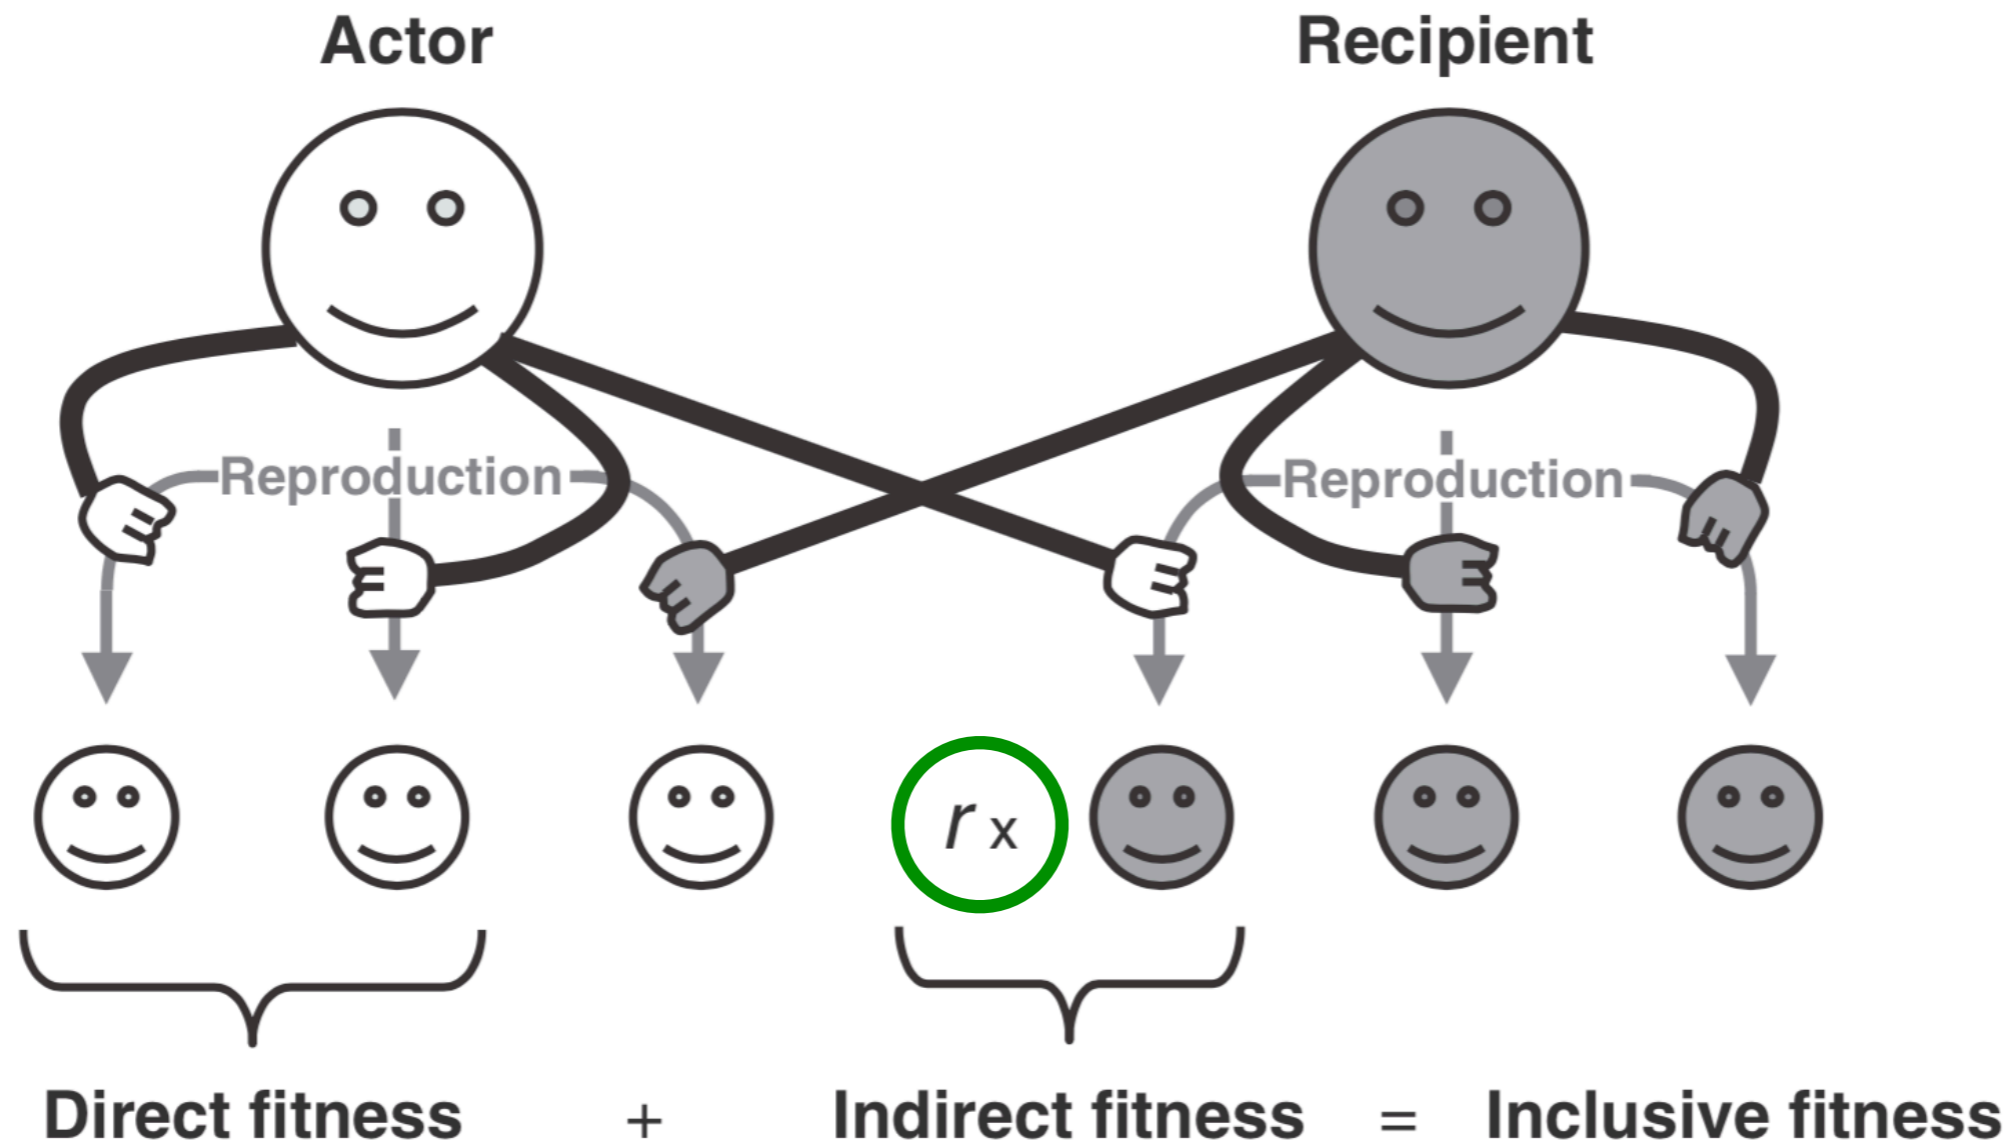 Actor
Recipient
Reproduction
Reproduction
r x
Direct fitness + Indirect fitness = Inclusive fitness